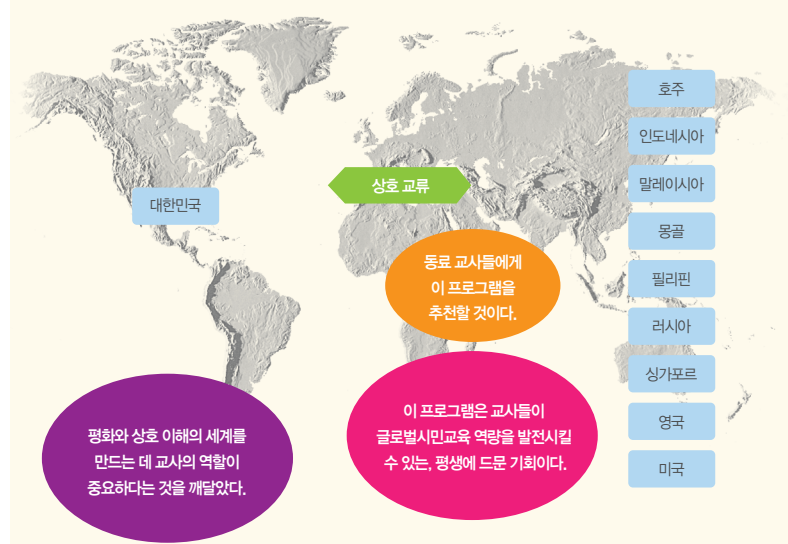 대한민국
상호 교류
호주
인도네시아
말레이시아
몽골
필리핀
러시아
싱가포르
영국
미국
동료 교사들에게
이 프로그램을
추천할 것이다.
이 프로그램은 교사들이
글로벌시민교육 역량을 발전시킬
수 있는, 평생에 드문 기회이다.
평화와 상호 이해의 세계를
만드는 데 교사의 역할이
중요하다는 것을 깨달았다.